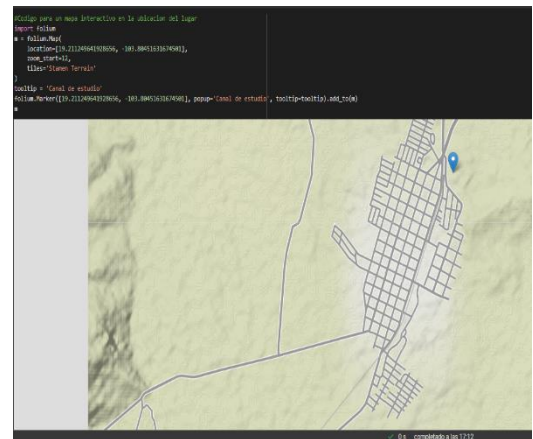 #Codigo para un mapa interactivo en la ubicacion del lugar
import folium
m = folium.Map(
location=[19.211249641928656, -103.80451631674501],
zoom_start=12,
tiles='Stamen Terrain'
)
tooltip = 'Canal de estudio'
folium.Marker([19.211249641928656, -103.80451631674501], popup='Canal de estudio', tooltip=tooltip).add_to(m)
m
✓ 0 s completado a las 17:12